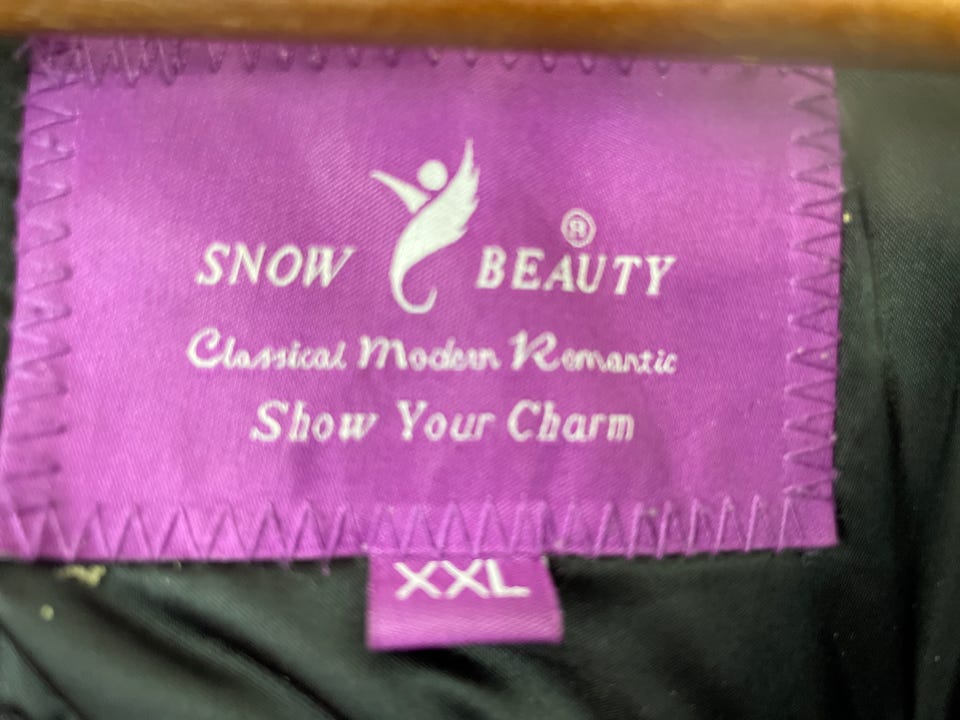 SNOW BEAUTY ®
Classical Modern Romantic
Show Your Charm
XXL